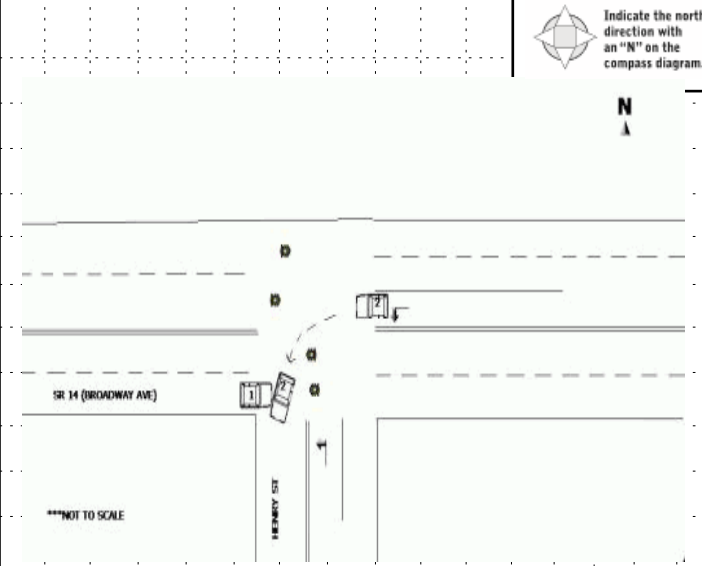 Indicate the north
direction with
an "N" on the
compass diagram.
N
2
SR 14 (BROADWAY AVE)
1
2
HENRY ST
***NOT TO SCALE